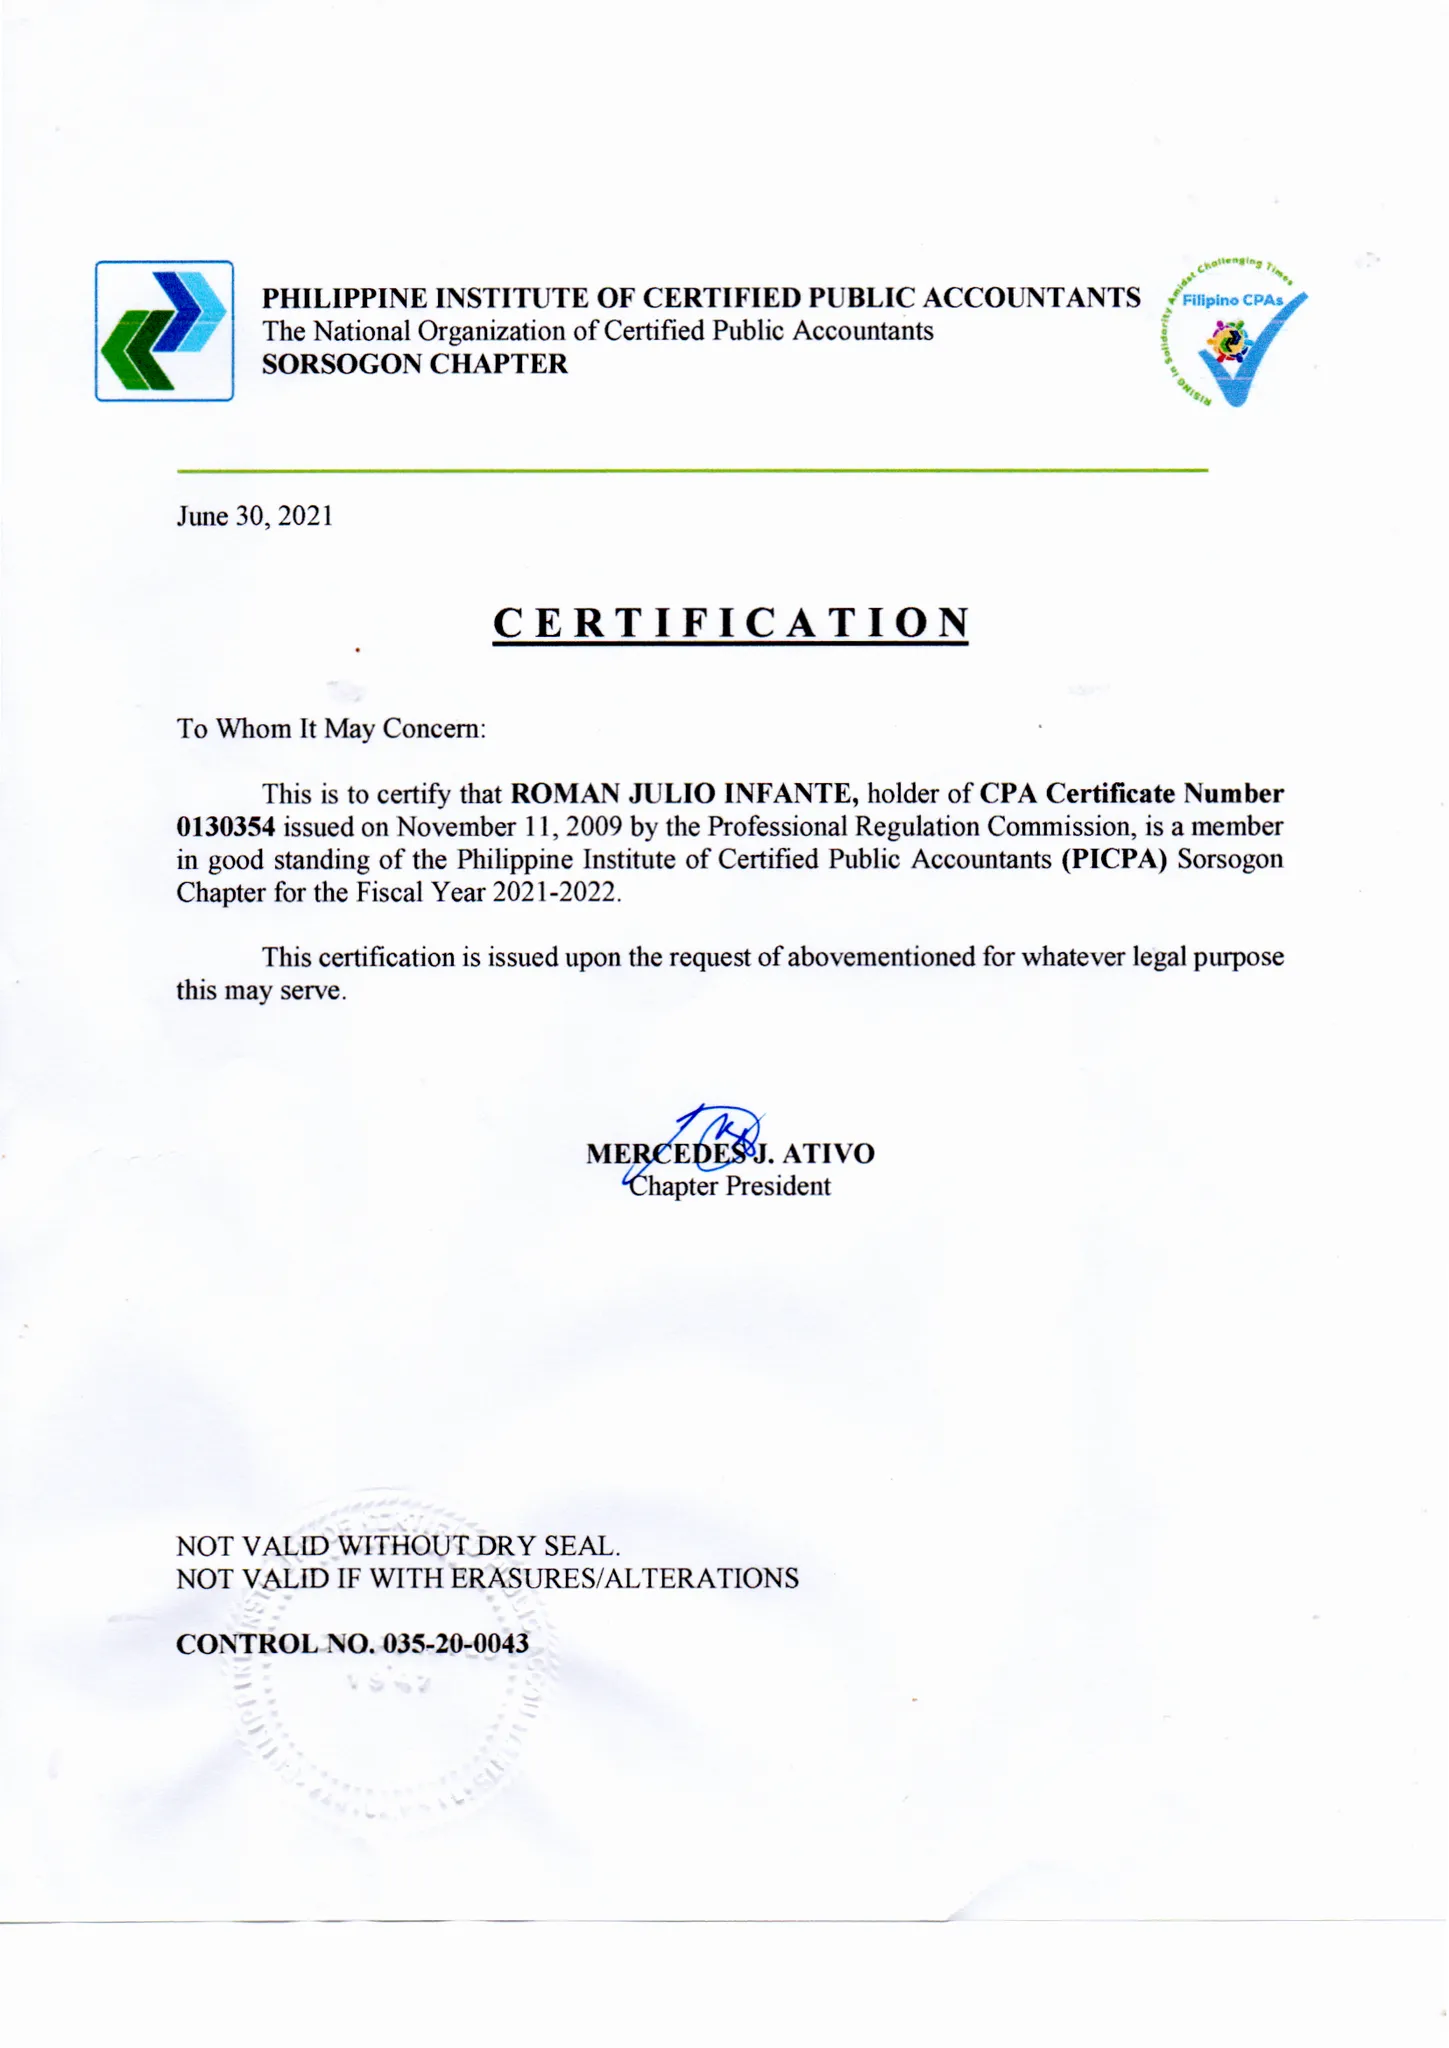 PHILIPPINE INSTITUTE OF CERTIFIED PUBLIC ACCOUNTANTS
The National Organization of Certified Public Accountants
SORSOGON CHAPTER
RISING in Solidarity Amidst Challenging Times
Filipino CPAs
June 30, 2021
CERTIFICATION
To Whom It May Concern:
This is to certify that ROMAN JULIO INFANTE, holder of CPA Certificate Number
0130354 issued on November 11, 2009 by the Professional Regulation Commission, is a member
in good standing of the Philippine Institute of Certified Public Accountants (PICPA) Sorsogon
Chapter for the Fiscal Year 2021-2022.
This certification is issued upon the request of abovementioned for whatever legal purpose
this may serve.
MERCEDES J. ATIVO
Chapter President
NOT VALID WITHOUT DRY SEAL.
NOT VALID IF WITH ERASURES/ALTERATIONS
CONTROL NO. 035-20-0043